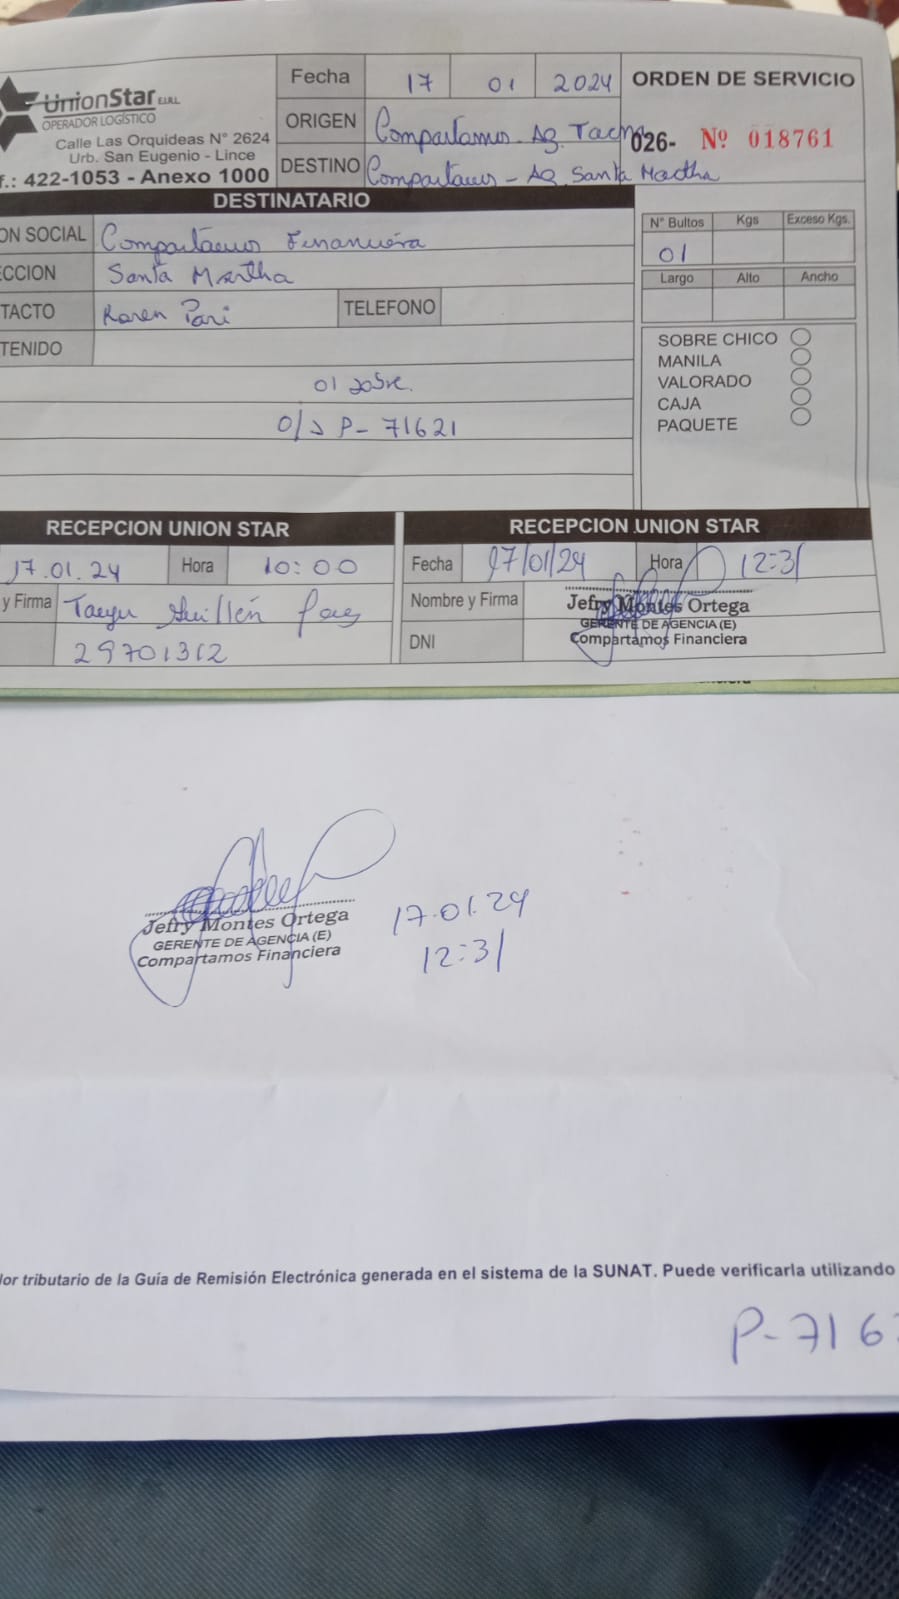 UnionStar E.I.R.L.
OPERADOR LOGÍSTICO
Calle Las Orquideas N° 2624
Urb. San Eugenio - Lince
f.: 422-1053 - Anexo 1000
Fecha 17 01 2024
ORIGEN Compartamos - Ag. Tacna
DESTINO Compartamos - Ag. Santa Martha
ORDEN DE SERVICIO
026- Nº 018761
DESTINATARIO
ON SOCIAL Compartamos Financiera
CCION Santa Martha
TACTO Karen Pari TELEFONO
TENIDO
01 sobre.
O/S P- 71621
N° Bultos Kgs Exceso Kgs.
01
Largo Alto Ancho
SOBRE CHICO
MANILA
VALORADO
CAJA
PAQUETE
RECEPCION UNION STAR
17.01.24 Hora 10:00
y Firma Guillén
29701312
RECEPCION UNION STAR
Fecha 17/01/24 Hora 12:31
Nombre y Firma Jefry Montes Ortega
GERENTE DE AGENCIA (E)
DNI Compartamos Financiera
Jefry Montes Ortega
GERENTE DE AGENCIA (E)
Compartamos Financiera
17.01.24
12:31
lor tributario de la Guía de Remisión Electrónica generada en el sistema de la SUNAT. Puede verificarla utilizando
P-716